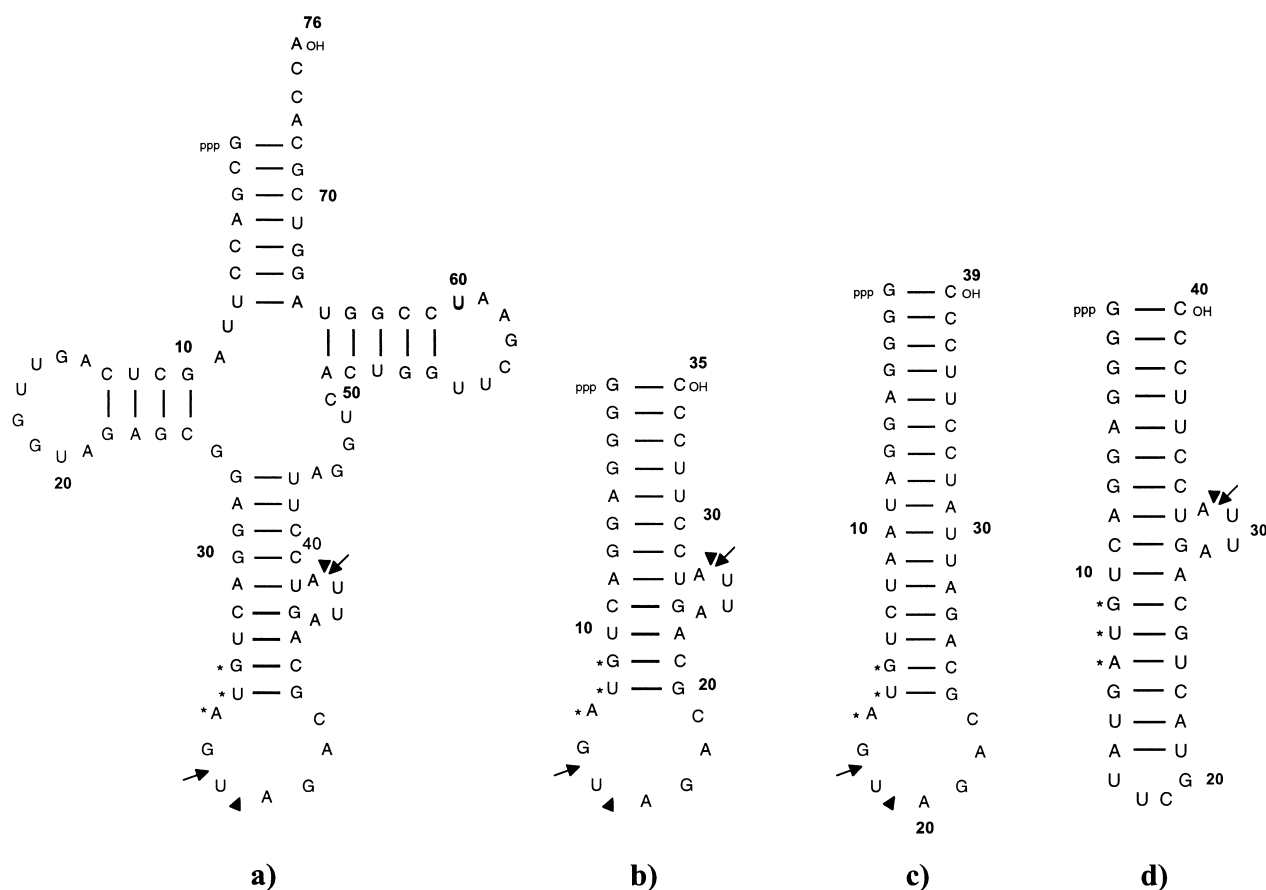 76
A OH
C
C
A
ppp G C
C G
G C 70
A U
C G
C G
U A
60
U G G C C U A
A
G
C
U
U
A C U G G
50
U
A
10
U U G A C U C G
G
G
U A G A G C
20
G
C
U
G
G
G U A
A U
G C
30 G C 40
A U A U
C G A U
U A
*G C
*U G
*A C
G A
U A G
a)
35
ppp G C OH
G C
G C
G U
A U
G C 30
G C
A U A U
C G A U
10 U A
*G C
*U G 20
*A C
G A
U A G
b)
39
ppp G C OH
G C
G C
G U
A U
G C
G C
A U
U A
10 A U 30
A U
U A
C G
U A
*G C
*U G
*A C
G A
U A G
20
c)
40
ppp G C OH
G C
G C
G U
A U
G C
G C
A U A U
C G A U 30
10 U A
*G C
*U G
*A U
G C
U A
A U
U G 20
U C
d)